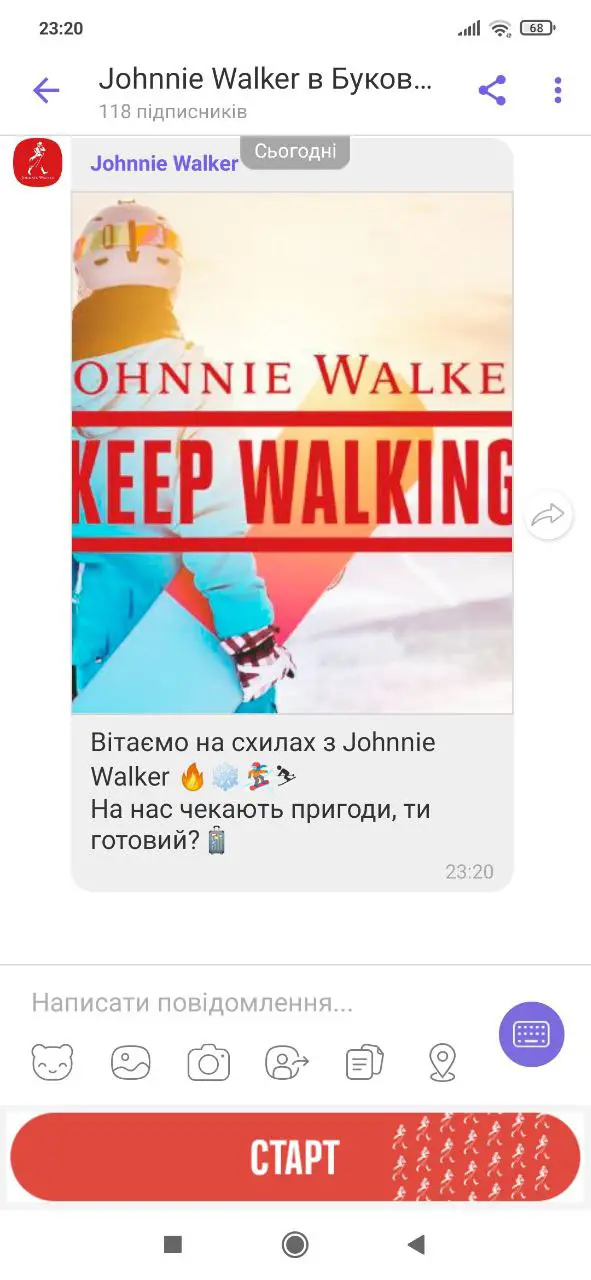 23:20
68
Johnnie Walker в Буков...
118 підписників
Сьогодні
Johnnie Walker
OHNNIE WALKE
KEEP WALKING
Вітаємо на схилах з Johnnie
Walker 🔥❄️🏂⛷
На нас чекають пригоди, ти
готовий?🧳
23:20
Написати повідомлення...
СТАРТ